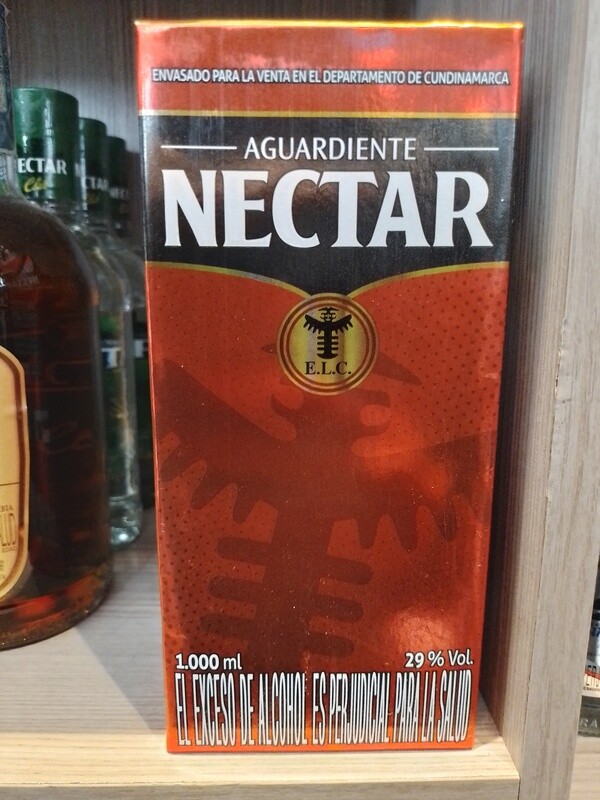 ENVASADO PARA LA VENTA EN EL DEPARTAMENTO DE CUNDINAMARCA
AGUARDIENTE
NECTAR
E.L.C.
1.000 ml
29 % Vol.
EL EXCESO DE ALCOHOL ES PERJUDICIAL PARA LA SALUD
ECTAR